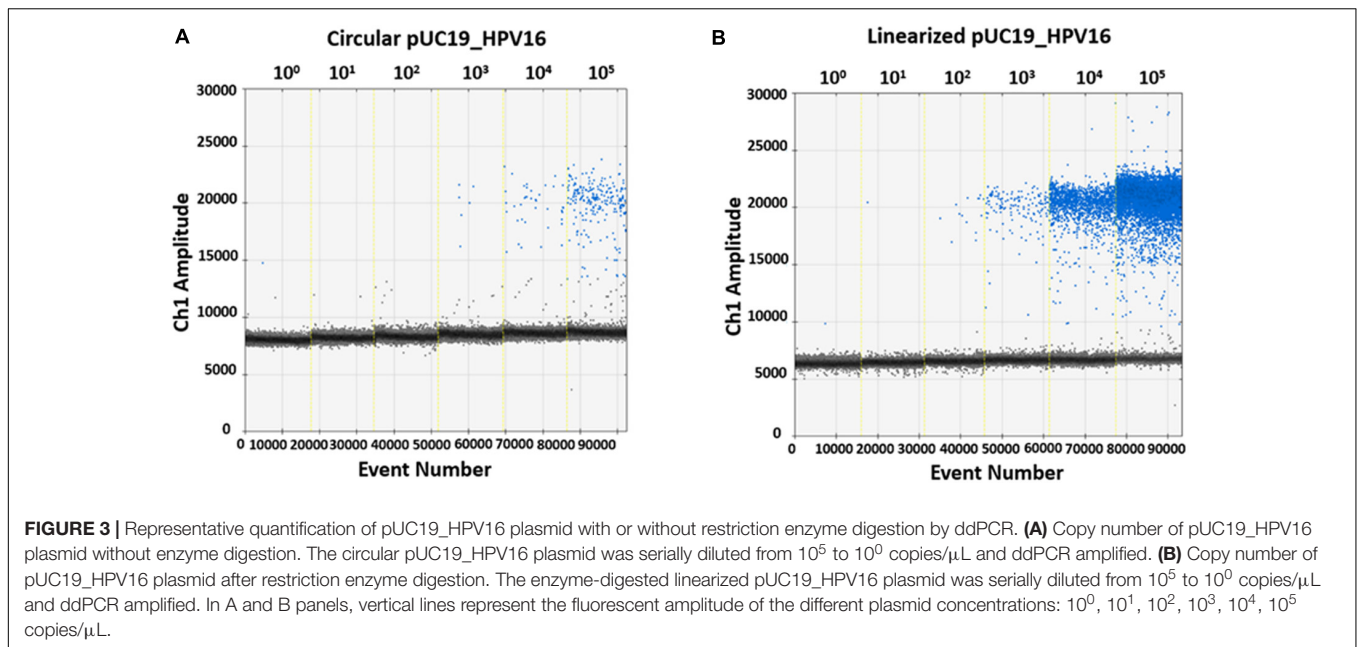 A
Circular pUC19_HPV16
10⁰ 10¹ 10² 10³ 10⁴ 10⁵
30000
25000
20000
15000
10000
5000
0
Ch1 Amplitude
0 10000 20000 30000 40000 50000 60000 70000 80000 90000
Event Number
B
Linearized pUC19_HPV16
10⁰ 10¹ 10² 10³ 10⁴ 10⁵
30000
25000
20000
15000
10000
5000
0
Ch1 Amplitude
0 10000 20000 30000 40000 50000 60000 70000 80000 90000
Event Number
FIGURE 3 | Representative quantification of pUC19_HPV16 plasmid with or without restriction enzyme digestion by ddPCR. (A) Copy number of pUC19_HPV16
plasmid without enzyme digestion. The circular pUC19_HPV16 plasmid was serially diluted from 10⁵ to 10⁰ copies/μL and ddPCR amplified. (B) Copy number of
pUC19_HPV16 plasmid after restriction enzyme digestion. The enzyme-digested linearized pUC19_HPV16 plasmid was serially diluted from 10⁵ to 10⁰ copies/μL
and ddPCR amplified. In A and B panels, vertical lines represent the fluorescent amplitude of the different plasmid concentrations: 10⁰, 10¹, 10², 10³, 10⁴, 10⁵
copies/μL.